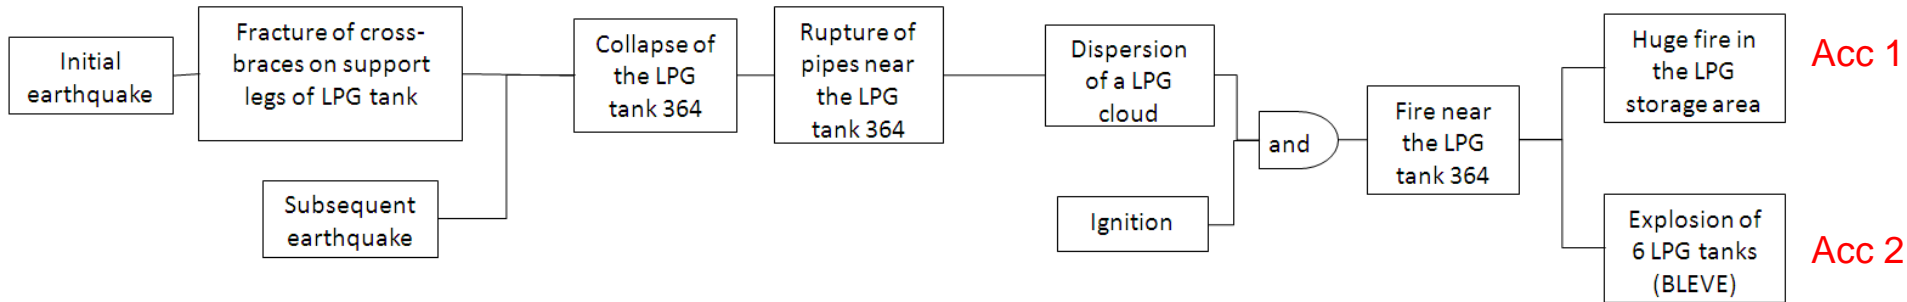 Initial
earthquake
Fracture of cross-
braces on support
legs of LPG tank
Subsequent
earthquake
Collapse of
the LPG
tank 364
Rupture of
pipes near
the LPG
tank 364
Dispersion
of a LPG
cloud
Ignition
and
Fire near
the LPG
tank 364
Huge fire in
the LPG
storage area
Acc 1
Explosion of
6 LPG tanks
(BLEVE)
Acc 2